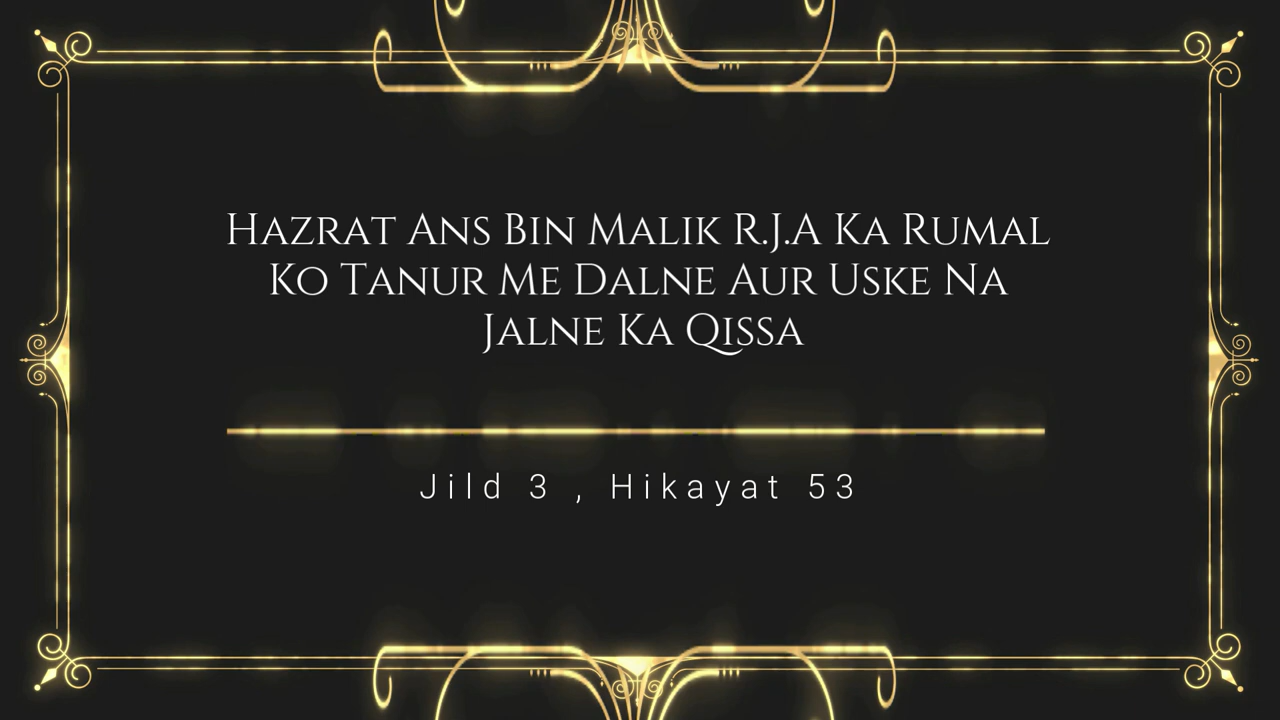 Hazrat Ans Bin Malik R.J.A Ka Rumal
Ko Tanur Me Dalne Aur Uske Na
Jalne Ka Qissa
Jild 3 , Hikayat 53